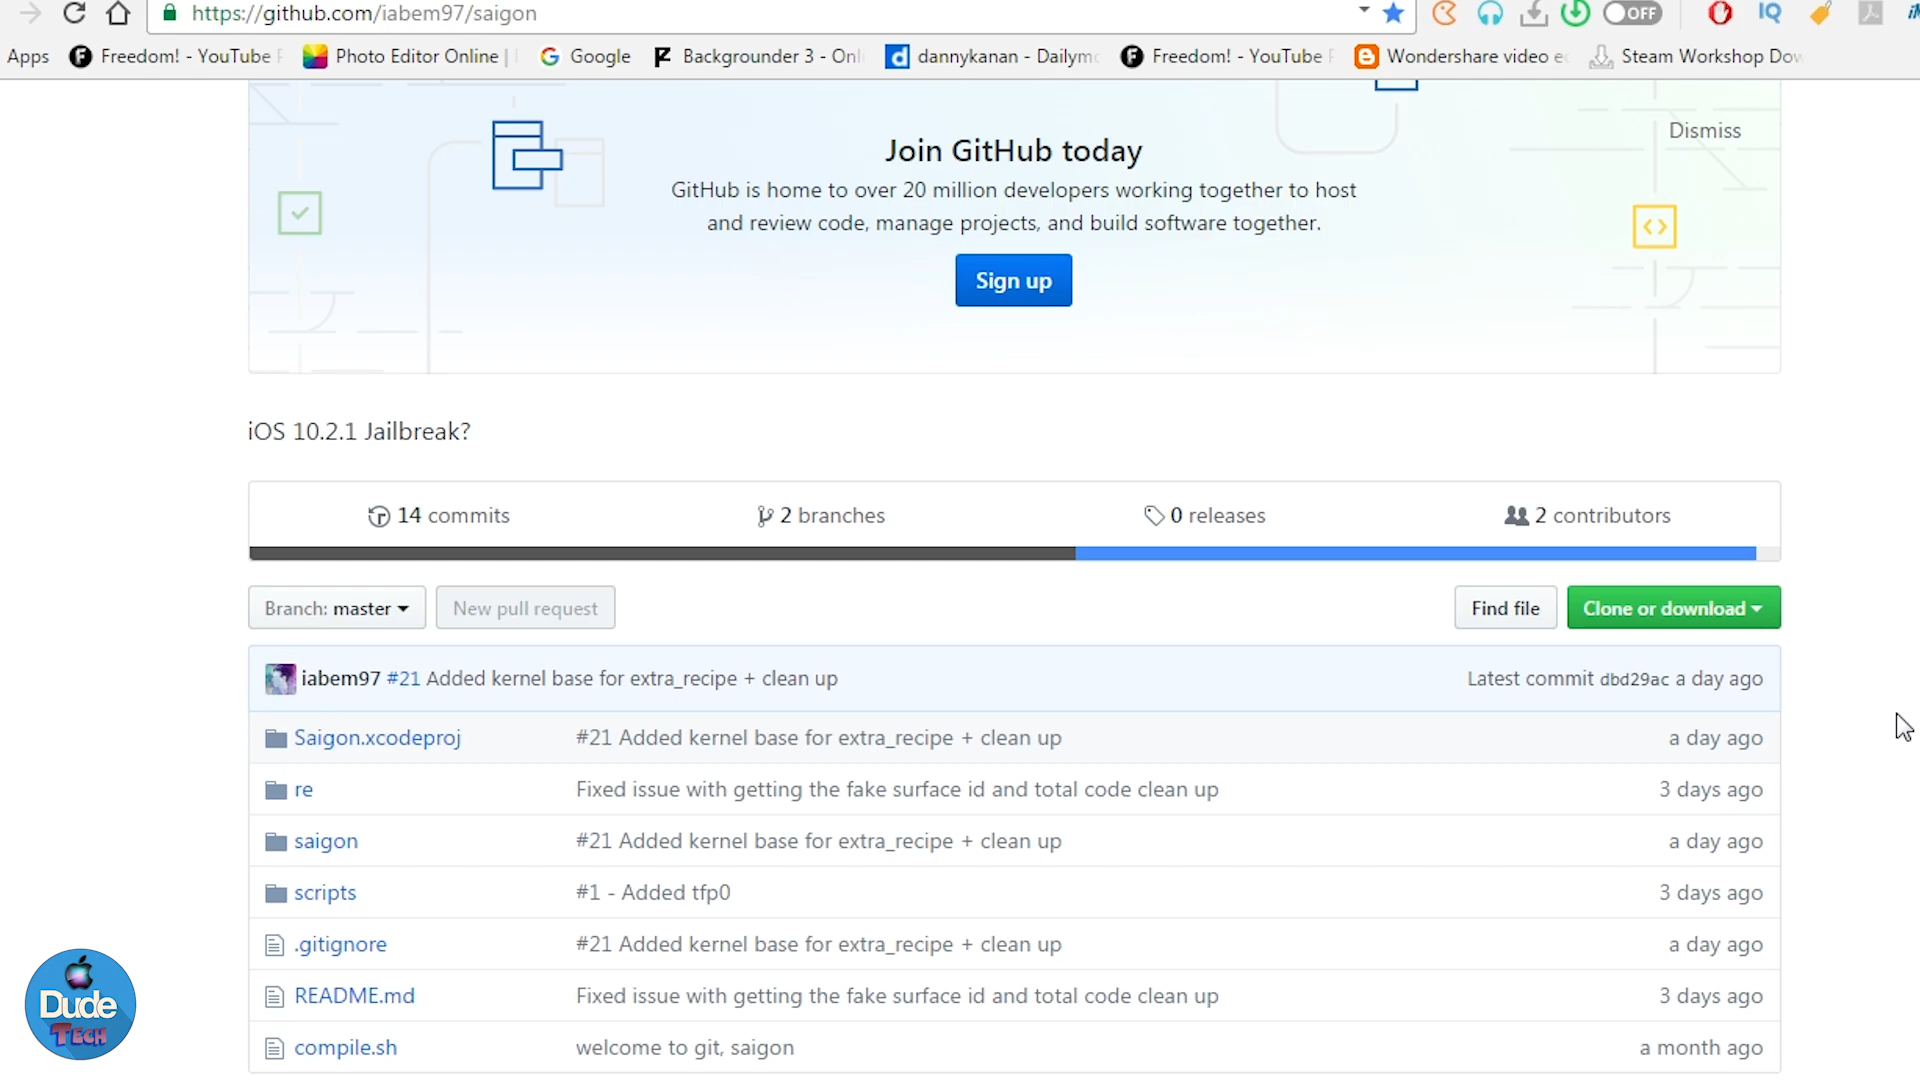 https://github.com/iabem97/saigon
OFF
IQ
Apps Freedom! - YouTube Photo Editor Online | Google Backgrounder 3 - Onl dannykanan - Dailym Freedom! - YouTube Wondershare video e Steam Workshop Dow
Dismiss
Join GitHub today
GitHub is home to over 20 million developers working together to host
and review code, manage projects, and build software together.
Sign up
iOS 10.2.1 Jailbreak?
14 commits 2 branches 0 releases 2 contributors
Branch: master New pull request Find file Clone or download
iabem97 #21 Added kernel base for extra_recipe + clean up Latest commit dbd29ac a day ago
Saigon.xcodeproj #21 Added kernel base for extra_recipe + clean up a day ago
re Fixed issue with getting the fake surface id and total code clean up 3 days ago
saigon #21 Added kernel base for extra_recipe + clean up a day ago
scripts #1 - Added tfp0 3 days ago
.gitignore #21 Added kernel base for extra_recipe + clean up a day ago
README.md Fixed issue with getting the fake surface id and total code clean up 3 days ago
compile.sh welcome to git, saigon a month ago
Dude
TECH